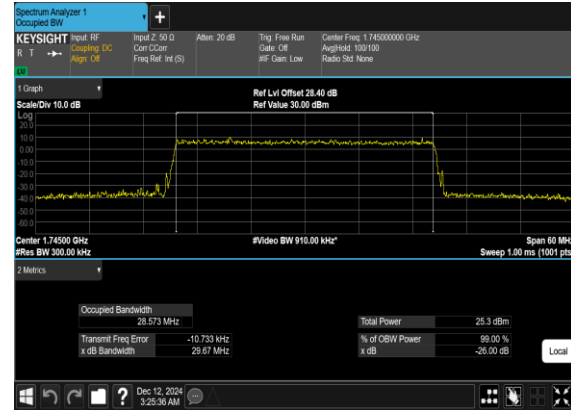 Spectrum Analyzer 1
Occupied BW
KEYSIGHT
R T
LV
Input: RF
Coupling: DC
Align: Off
Input Z: 50 Ω
Corr CCorr
Freq Ref: Int (S)
Atten: 20 dB
Trig: Free Run
Gate: Off
#IF Gain: Low
Center Freq: 1.745000000 GHz
Avg|Hold: 100/100
Radio Std: None
1 Graph
Scale/Div 10.0 dB
Ref Lvl Offset 28.40 dB
Ref Value 30.00 dBm
Log
20.0
10.0
0.00
-10.0
-20.0
-30.0
-40.0
-50.0
-60.0
Center 1.74500 GHz
#Res BW 300.00 kHz
#Video BW 910.00 kHz*
Span 60 MHz
Sweep 1.00 ms (1001 pts
2 Metrics
Occupied Bandwidth
28.573 MHz
Total Power 25.3 dBm
Transmit Freq Error -10.733 kHz
% of OBW Power 99.00 %
x dB Bandwidth 29.67 MHz
x dB -26.00 dB
Local
?
Dec 12, 2024
3:25:36 AM